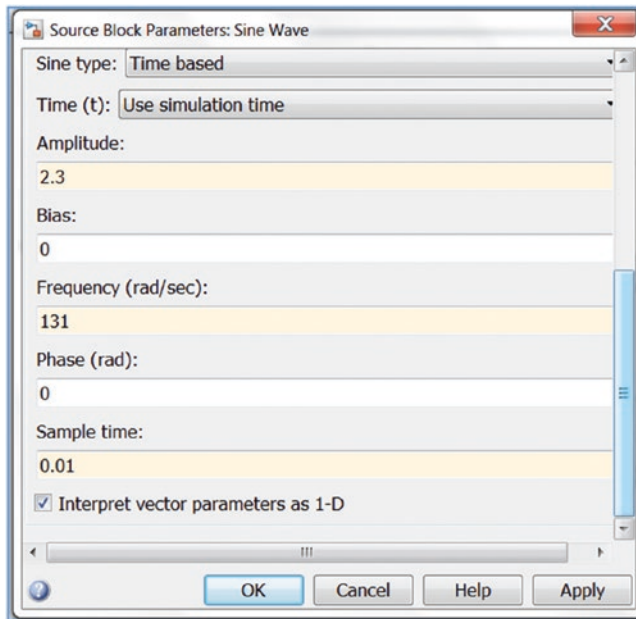 Source Block Parameters: Sine Wave
Sine type: Time based
Time (t): Use simulation time
Amplitude:
2.3
Bias:
0
Frequency (rad/sec):
131
Phase (rad):
0
Sample time:
0.01
Interpret vector parameters as 1-D
OK Cancel Help Apply